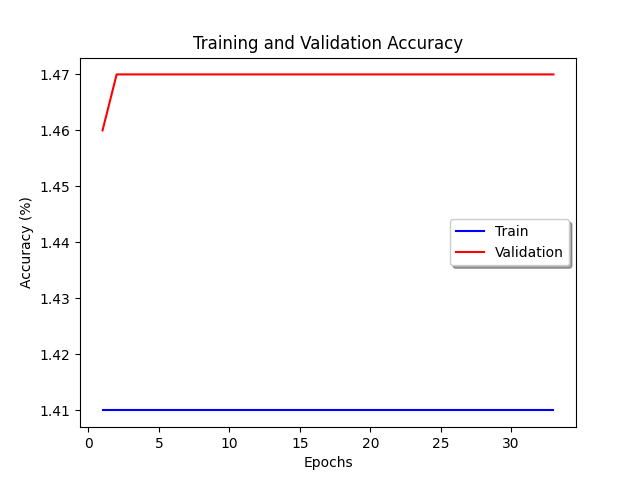 Training and Validation Accuracy
Accuracy (%)
1.47
1.46
1.45
1.44
1.43
1.42
1.41
Train
Validation
0 5 10 15 20 25 30
Epochs